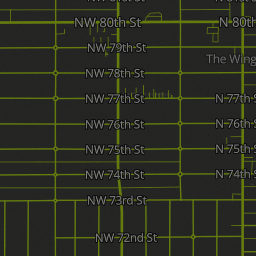 NW 80th St
N 80th
NW 79th St
The Wing
NW 78th St
NW 77th St
N 77th S
NW 76th St
N 76th S
NW 75th St
N 75th S
NW 74th St
N 74th S
NW 73rd St
NW 72nd St